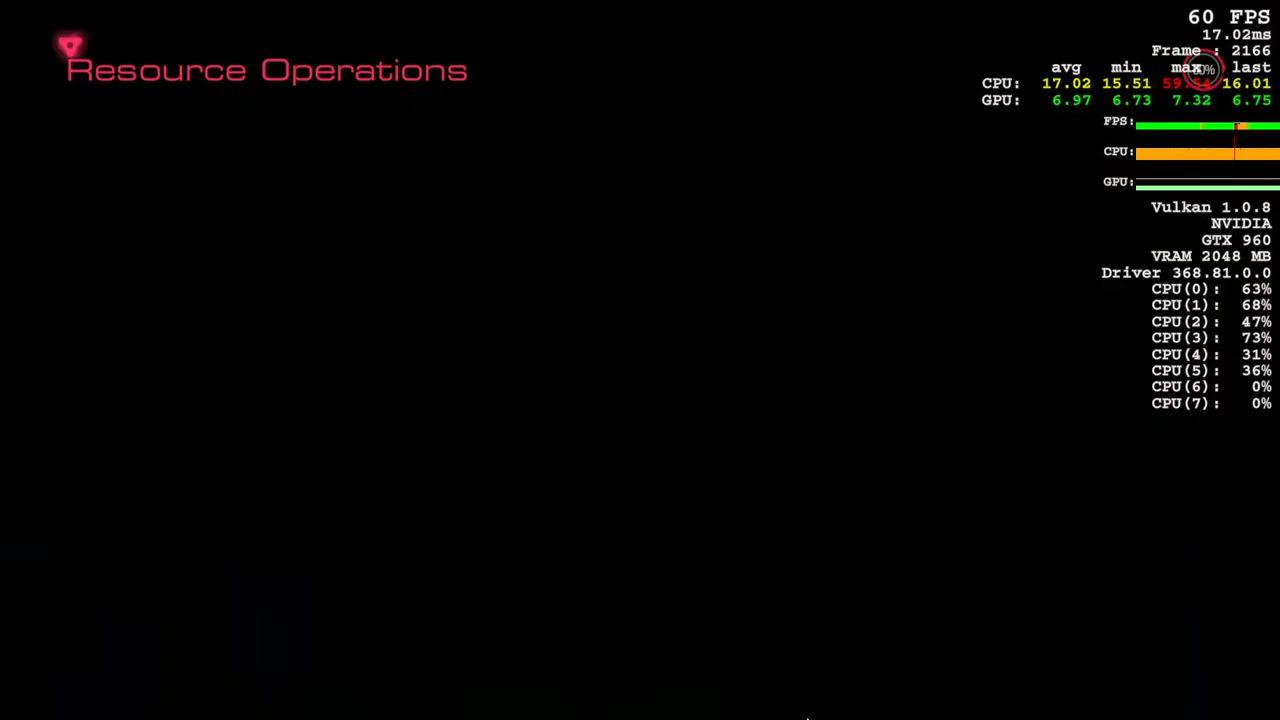 60 FPS
17.02ms
Frame : 2166
Resource Operations
avg min max last
CPU: 17.02 15.51 59.54 16.01
GPU: 6.97 6.73 7.32 6.75
FPS:
CPU:
GPU:
Vulkan 1.0.8
NVIDIA
GTX 960
VRAM 2048 MB
Driver 368.81.0.0
CPU(0): 63%
CPU(1): 68%
CPU(2): 47%
CPU(3): 73%
CPU(4): 31%
CPU(5): 36%
CPU(6): 0%
CPU(7): 0%